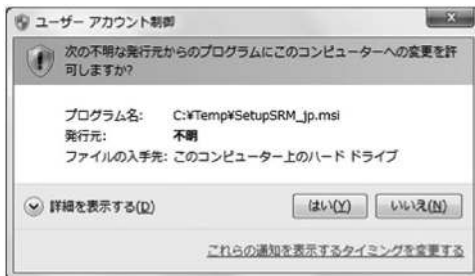 ユーザー アカウント制御
次の不明な発行元からのプログラムにこのコンピューターへの変更を許
可しますか?
プログラム名: C:¥Temp¥SetupSRM_jp.msi
発行元: 不明
ファイルの入手先: このコンピューター上のハード ドライブ
詳細を表示する(D)
はい(Y)
いいえ(N)
これらの通知を表示するタイミングを変更する